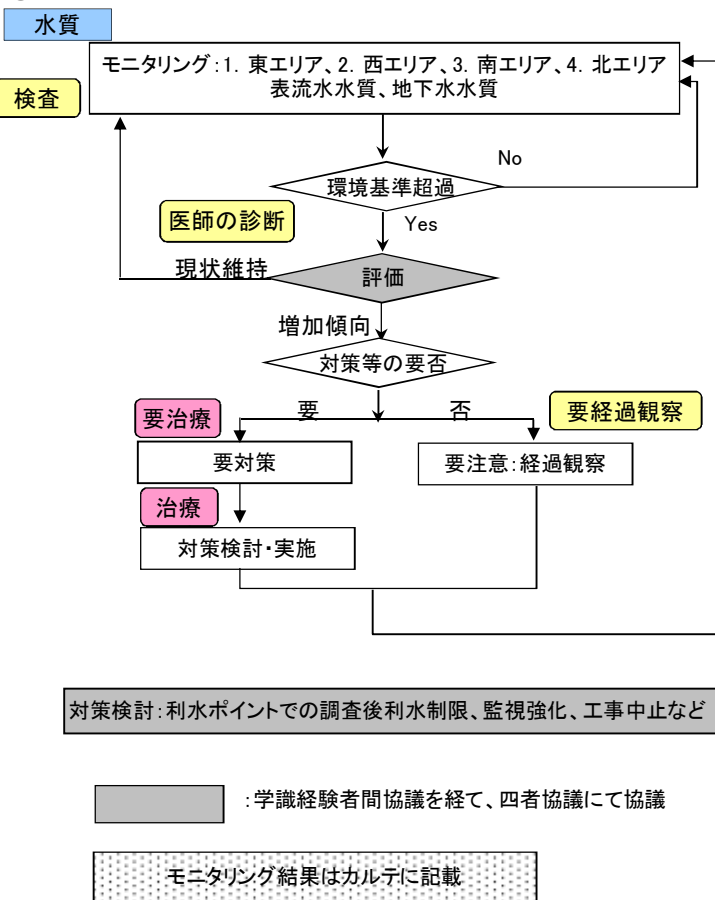 水質
モニタリング:1. 東エリア、2. 西エリア、3. 南エリア、4. 北エリア
表流水水質、地下水水質
検査
環境基準超過
No
Yes
医師の診断
現状維持
評価
増加傾向
対策等の要否
要
否
要治療
要経過観察
要対策
要注意:経過観察
治療
対策検討・実施
対策検討:利水ポイントでの調査後利水制限、監視強化、工事中止など
:学識経験者間協議を経て、四者協議にて協議
モニタリング結果はカルテに記載